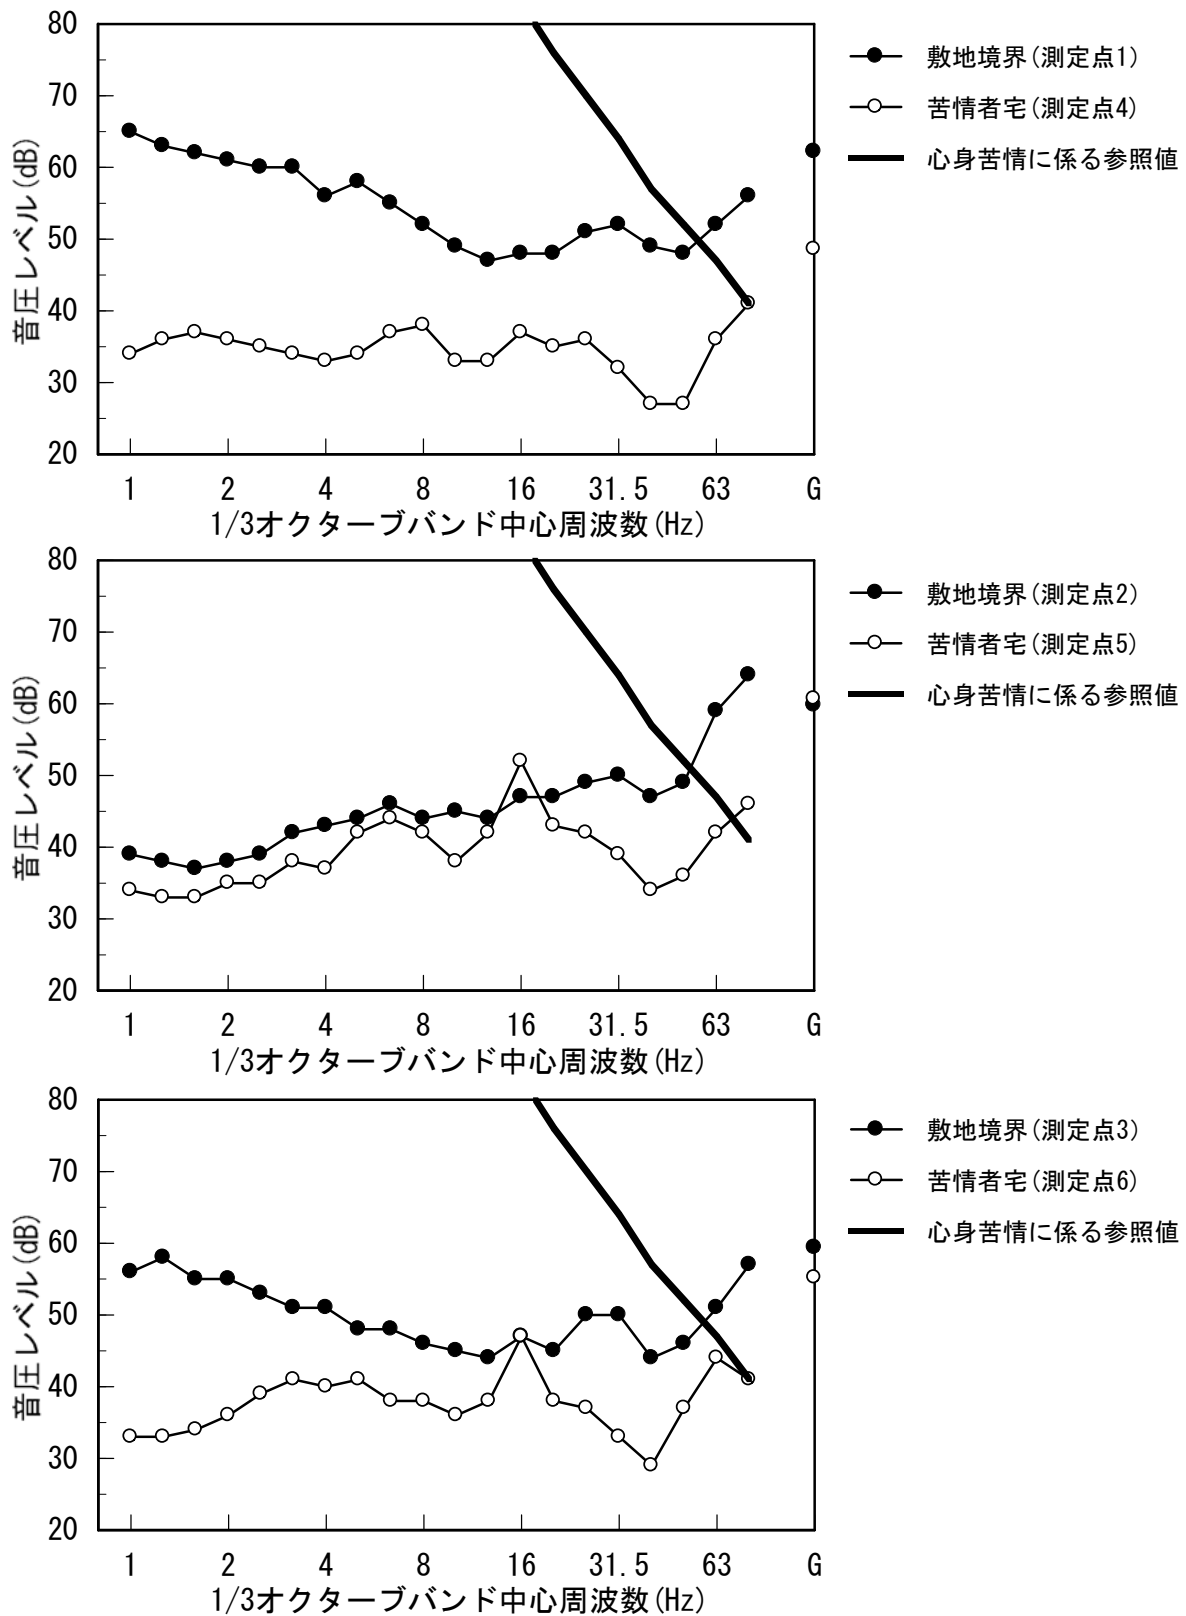 音圧レベル(dB)
80
70
60
50
40
30
20
1 2 4 8 16 31.5 63 G
1/3オクターブバンド中心周波数(Hz)
敷地境界(測定点1)
苦情者宅(測定点4)
心身苦情に係る参照値
音圧レベル(dB)
80
70
60
50
40
30
20
1 2 4 8 16 31.5 63 G
1/3オクターブバンド中心周波数(Hz)
敷地境界(測定点2)
苦情者宅(測定点5)
心身苦情に係る参照値
音圧レベル(dB)
80
70
60
50
40
30
20
1 2 4 8 16 31.5 63 G
1/3オクターブバンド中心周波数(Hz)
敷地境界(測定点3)
苦情者宅(測定点6)
心身苦情に係る参照値